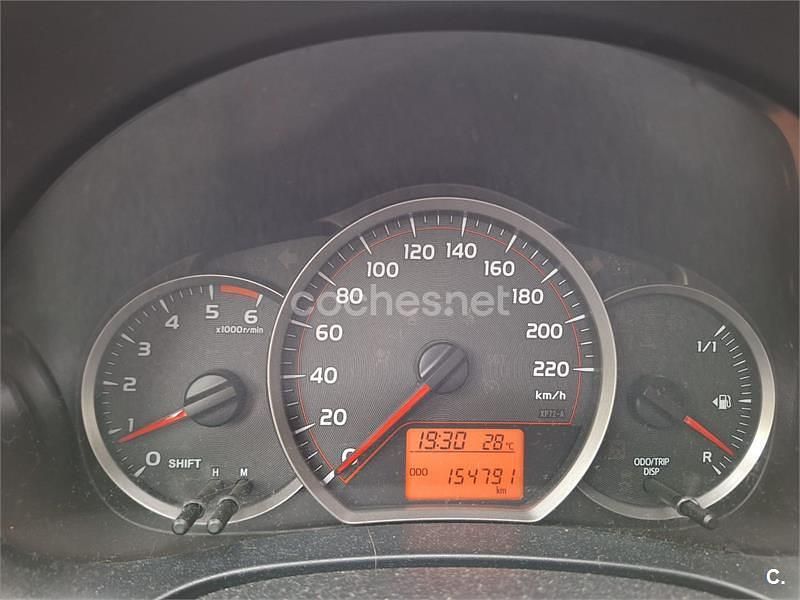 0
1
2
3
4
5
6
x1000r/min
SHIFT
H M
0
20
40
60
80
100
120
140
160
180
200
220
km/h
XP72-A
19:30 28°C
ODO 154791
km
1/1
R
ODO/TRIP
DISP
coches.net
C.